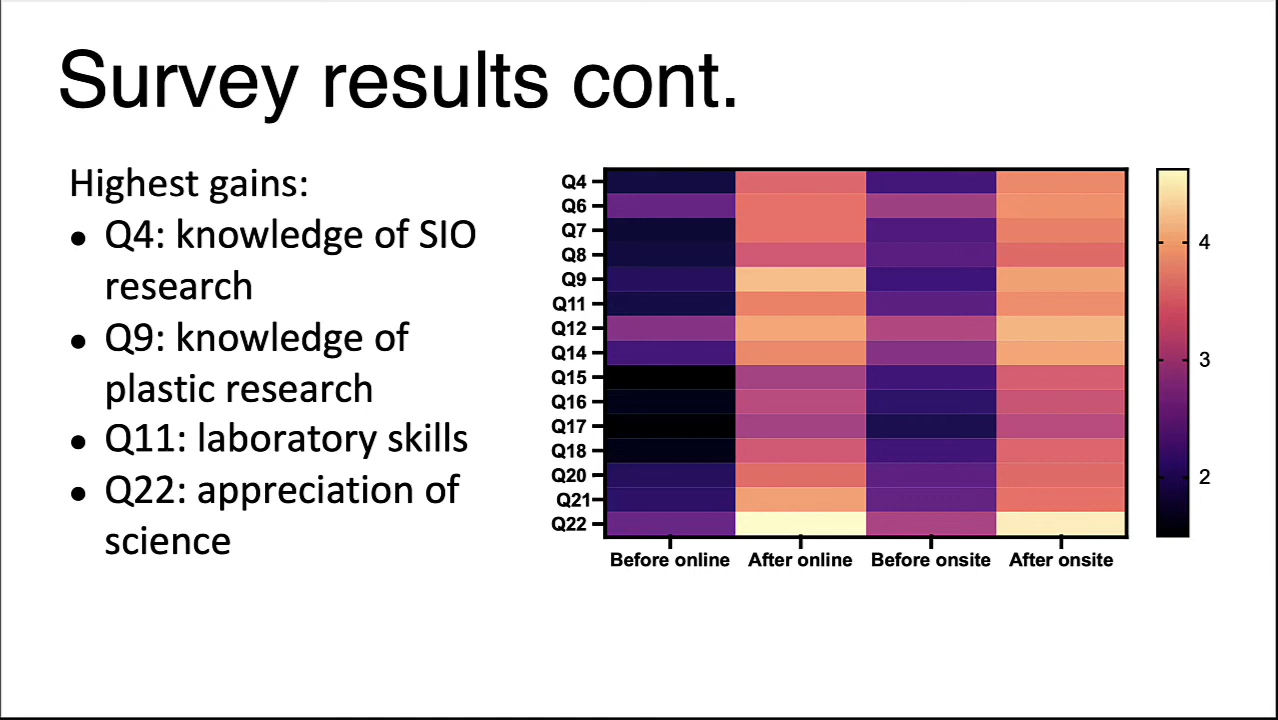 Survey results cont.
Highest gains:
● Q4: knowledge of SIO
research
● Q9: knowledge of
plastic research
● Q11: laboratory skills
● Q22: appreciation of
science
Q4
Q6
Q7
Q8
Q9
Q11
Q12
Q14
Q15
Q16
Q17
Q18
Q20
Q21
Q22
Before online After online Before onsite After onsite
4
3
2